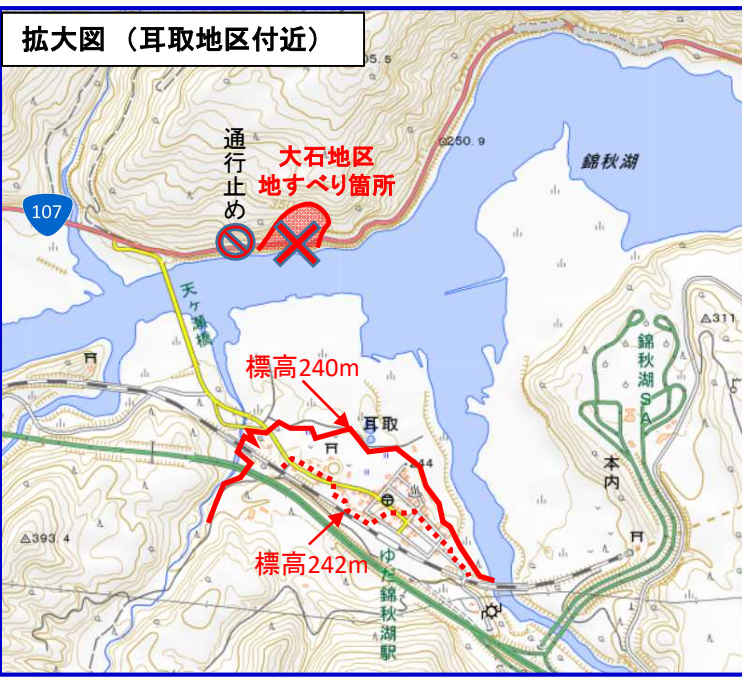 拡大図 （耳取地区付近）
05.5
通行止め
大石地区
地すべり箇所
250.9
錦秋湖
107
天ヶ瀬橋
311
錦秋湖SA
標高240m
耳取
244
本内
393.4
標高242m
ゆだ錦秋湖駅